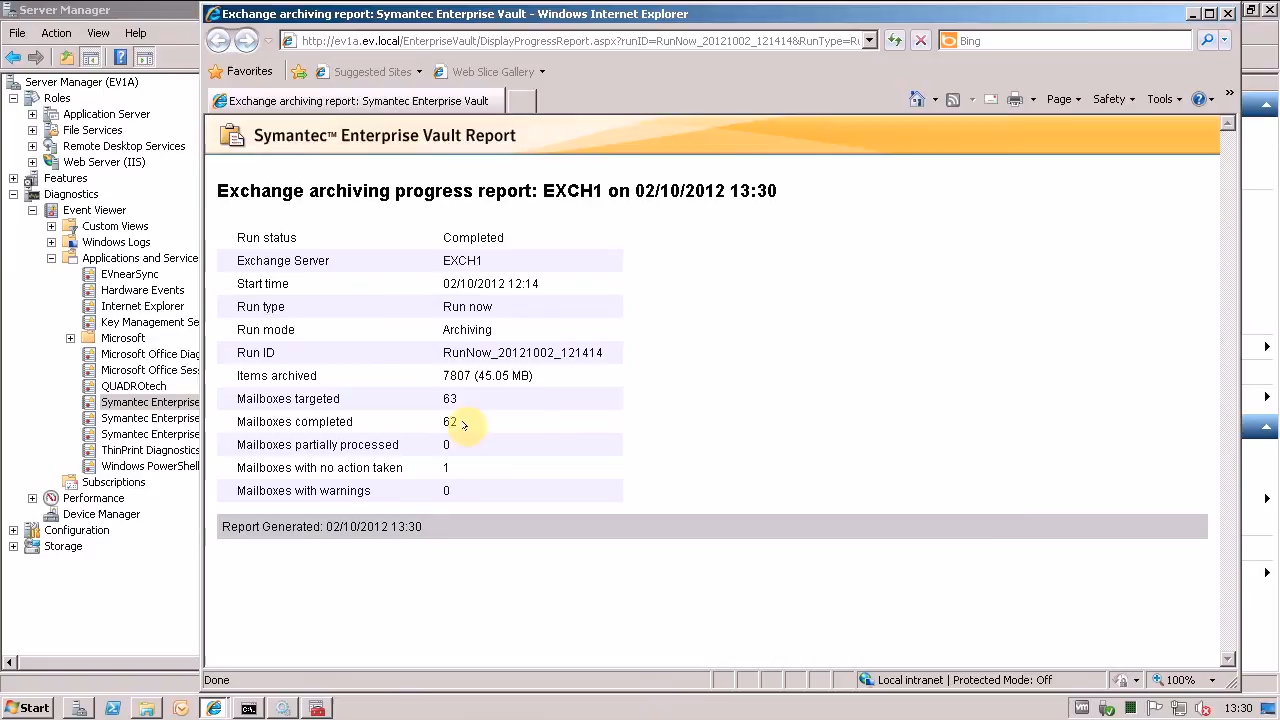 Server Manager
File Action View Help
Server Manager (EV1A)
Roles
Application Server
File Services
Remote Desktop Services
Web Server (IIS)
Features
Diagnostics
Event Viewer
Custom Views
Windows Logs
Applications and Service
EVnearSync
Hardware Events
Internet Explorer
Key Management Se
Microsoft
Microsoft Office Diag
Microsoft Office Ses
QUADROtech
Symantec Enterprise
Symantec Enterprise
Symantec Enterprise
ThinPrint Diagnostics
Windows PowerShell
Subscriptions
Performance
Device Manager
Configuration
Storage
Exchange archiving report: Symantec Enterprise Vault - Windows Internet Explorer
http://ev1a.ev.local/EnterpriseVault/DisplayProgressReport.aspx?runID=RunNow_20121002_121414&RunType=Ru
Bing
Favorites Suggested Sites Web Slice Gallery
Exchange archiving report: Symantec Enterprise Vault
Page Safety Tools
Symantec™ Enterprise Vault Report
Exchange archiving progress report: EXCH1 on 02/10/2012 13:30
Run status Completed
Exchange Server EXCH1
Start time 02/10/2012 12:14
Run type Run now
Run mode Archiving
Run ID RunNow_20121002_121414
Items archived 7807 (45.05 MB)
Mailboxes targeted 63
Mailboxes completed 62
Mailboxes partially processed 0
Mailboxes with no action taken 1
Mailboxes with warnings 0
Report Generated: 02/10/2012 13:30
Done
Local intranet | Protected Mode: Off
100%
Start
13:30